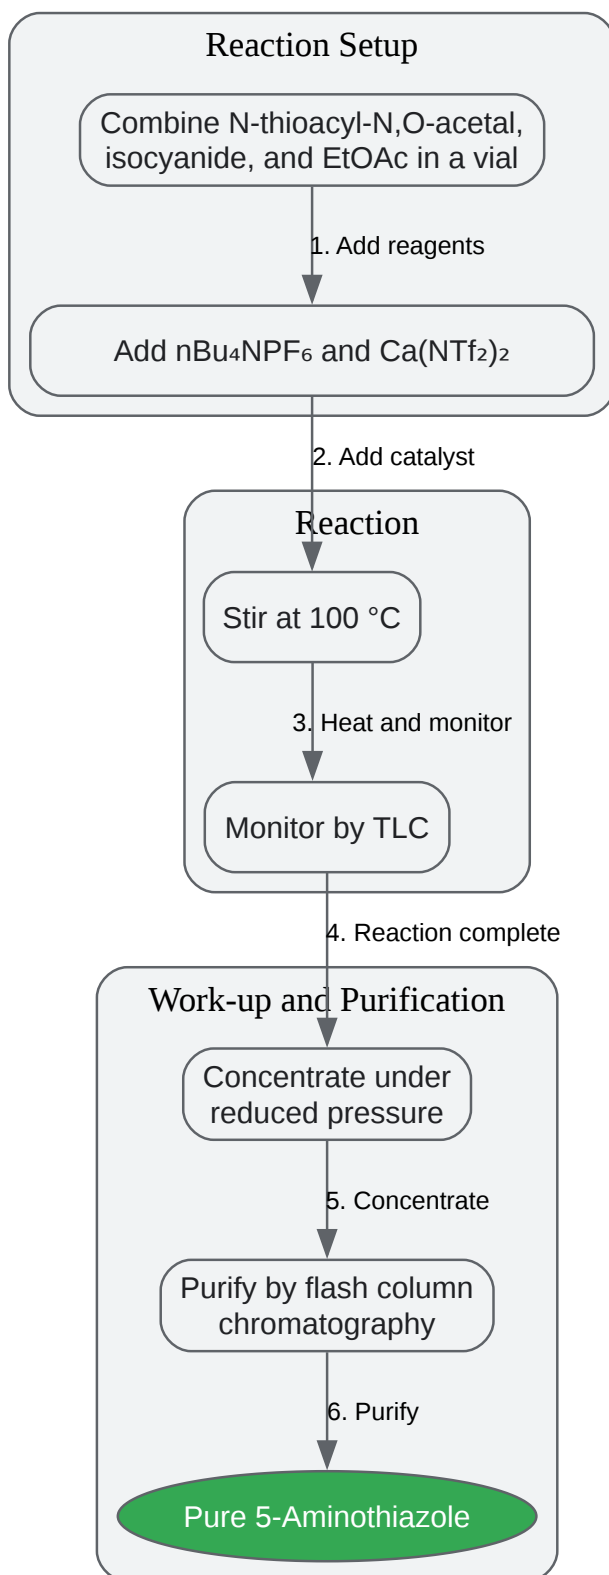 Reaction Setup
Combine N-thioacyl-N,O-acetal,
isocyanide, and EtOAc in a vial
1. Add reagents
Add nBu₄NPF₆ and Ca(NTf₂)₂
2. Add catalyst
Reaction
Stir at 100 °C
3. Heat and monitor
Monitor by TLC
4. Reaction complete
Work-up and Purification
Concentrate under
reduced pressure
5. Concentrate
Purify by flash column
chromatography
6. Purify
Pure 5-Aminothiazole